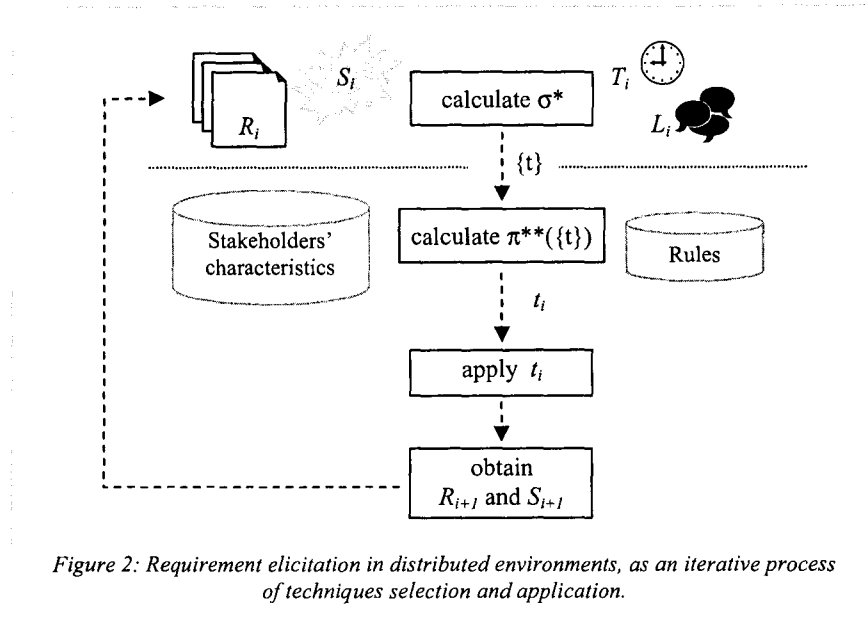 S_i
calculate σ*
T_i
R_i
L_i
{t}
Stakeholders'
characteristics
calculate π**({t})
Rules
t_i
apply t_i
obtain
R_{i+1} and S_{i+1}
Figure 2: Requirement elicitation in distributed environments, as an iterative process
of techniques selection and application.